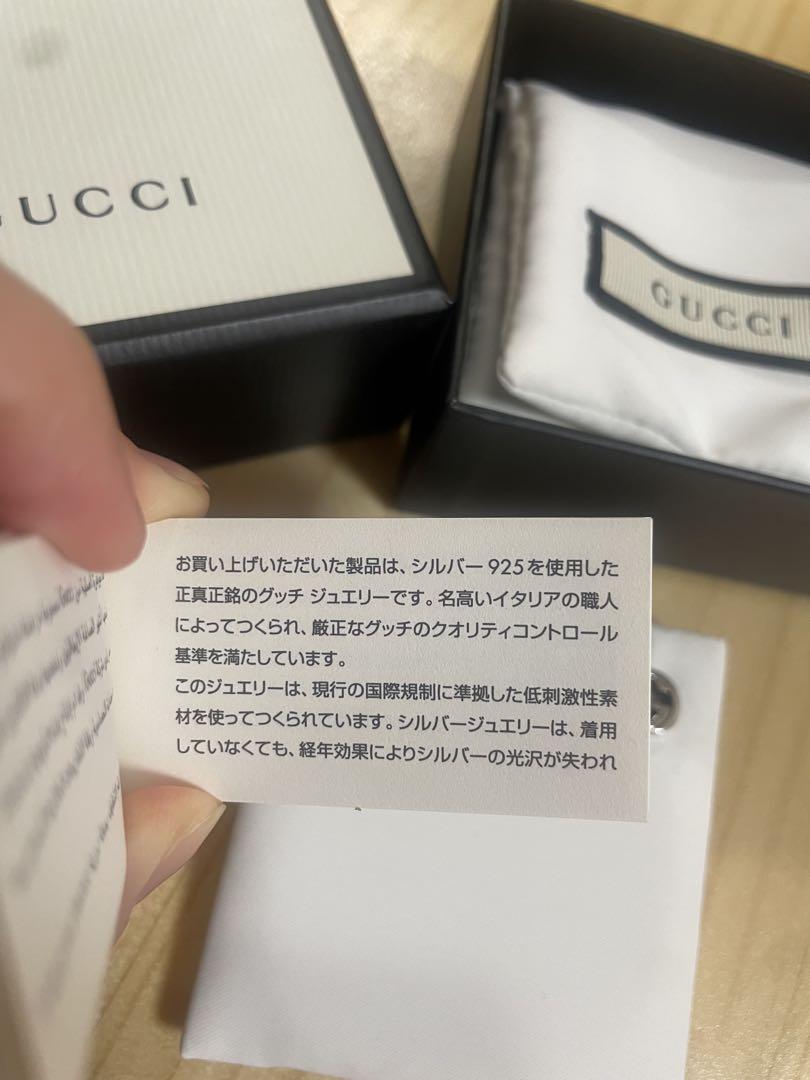 GUCCI
GUCCI
お買い上げいただいた製品は、シルバー925を使用した
正真正銘のグッチ ジュエリーです。名高いイタリアの職人
によってつくられ、厳正なグッチのクオリティコントロール
基準を満たしています。
このジュエリーは、現行の国際規制に準拠した低刺激性素
材を使ってつくられています。シルバージュエリーは、着用
していなくても、経年効果によりシルバーの光沢が失われ